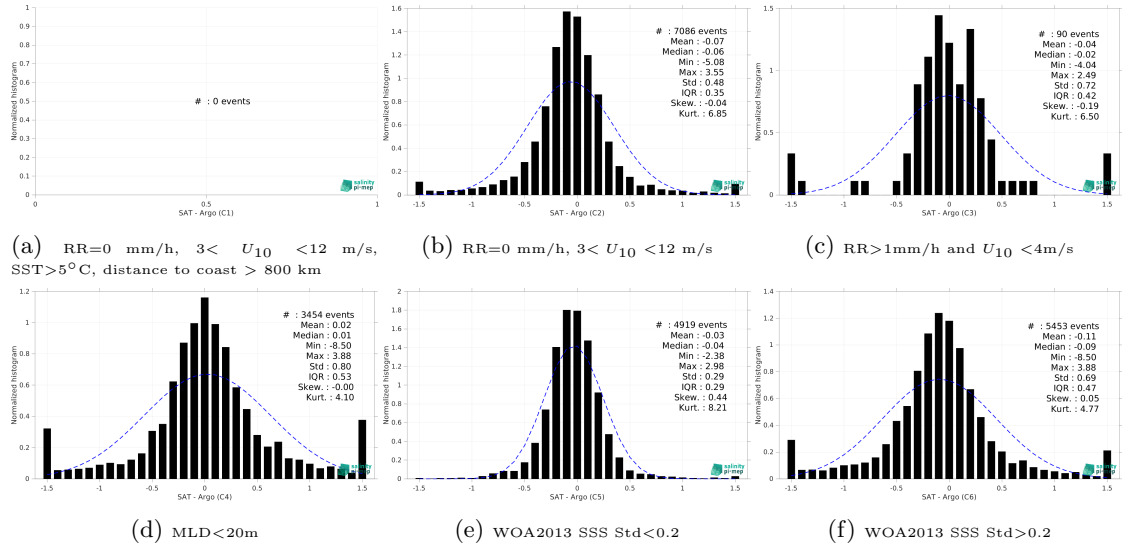 1
0.9
0.8
0.7
0.6
0.5
0.4
0.3
0.2
0.1
0
Normalized histogram
# : 0 events
salinity
pi-mep
0 0.5 1
SAT - Argo (C1)
(a) RR=0 mm/h, 3< U10 <12 m/s,
SST>5°C, distance to coast > 800 km
1.6
1.4
1.2
1
0.8
0.6
0.4
0.2
0
Normalized histogram
# : 7086 events
Mean : -0.07
Median : -0.06
Min : -5.08
Max : 3.55
Std : 0.48
IQR : 0.35
Skew. : -0.04
Kurt. : 6.85
salinity
pi-mep
-1.5 -1 -0.5 0 0.5 1 1.5
SAT - Argo (C2)
(b) RR=0 mm/h, 3< U10 <12 m/s
1.5
1
0.5
0
Normalized histogram
# : 90 events
Mean : -0.04
Median : -0.02
Min : -4.04
Max : 2.49
Std : 0.72
IQR : 0.42
Skew. : -0.19
Kurt. : 6.50
salinity
pi-mep
-1.5 -1 -0.5 0 0.5 1 1.5
SAT - Argo (C3)
(c) RR>1mm/h and U10 <4m/s
1.2
1
0.8
0.6
0.4
0.2
0
Normalized histogram
# : 3454 events
Mean : 0.02
Median : 0.01
Min : -8.50
Max : 3.88
Std : 0.80
IQR : 0.53
Skew. : -0.00
Kurt. : 4.10
salinity
pi-mep
-1.5 -1 -0.5 0 0.5 1 1.5
SAT - Argo (C4)
(d) MLD<20m
2
1.8
1.6
1.4
1.2
1
0.8
0.6
0.4
0.2
0
Normalized histogram
# : 4919 events
Mean : -0.03
Median : -0.04
Min : -2.38
Max : 2.98
Std : 0.29
IQR : 0.29
Skew. : 0.44
Kurt. : 8.21
salinity
pi-mep
-1.5 -1 -0.5 0 0.5 1 1.5
SAT - Argo (C5)
(e) WOA2013 SSS Std<0.2
1.4
1.2
1
0.8
0.6
0.4
0.2
0
Normalized histogram
# : 5453 events
Mean : -0.11
Median : -0.09
Min : -8.50
Max : 3.88
Std : 0.69
IQR : 0.47
Skew. : 0.05
Kurt. : 4.77
salinity
pi-mep
-1.5 -1 -0.5 0 0.5 1 1.5
SAT - Argo (C6)
(f) WOA2013 SSS Std>0.2